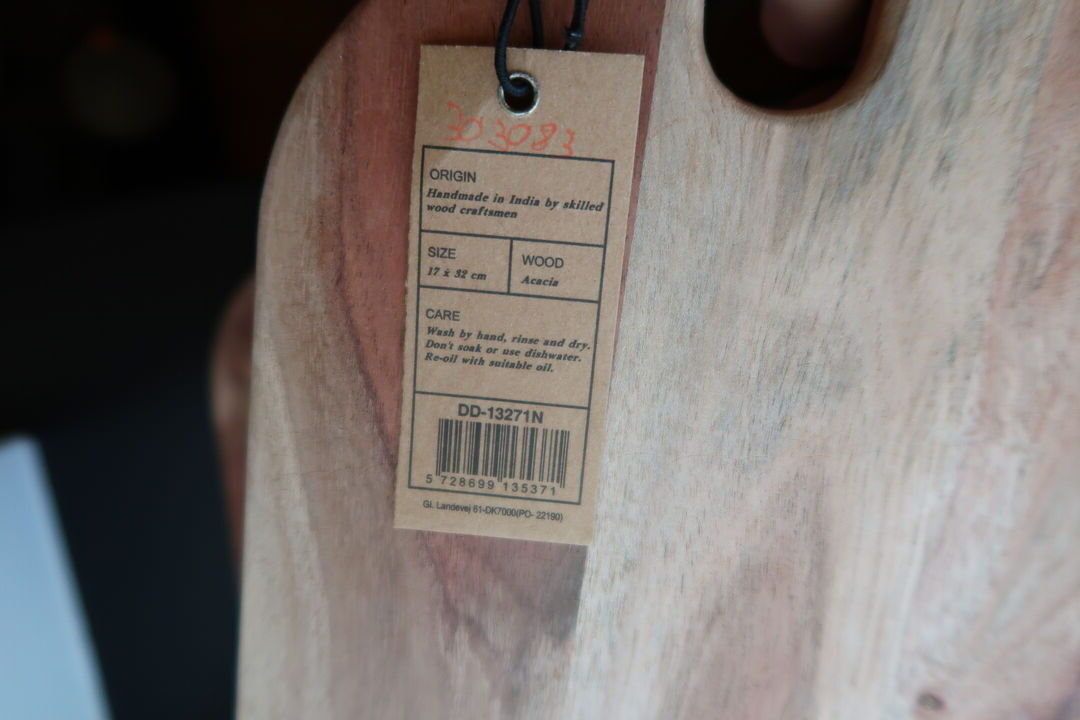 303083
ORIGIN
Handmade in India by skilled
wood craftsmen
SIZE
17 x 32 cm
WOOD
Acacia
CARE
Wash by hand, rinse and dry.
Don't soak or use dishwater.
Re-oil with suitable oil.
DD-13271N
5 728699 135371
Gl. Landevej 61-DK7000(PO- 22190)